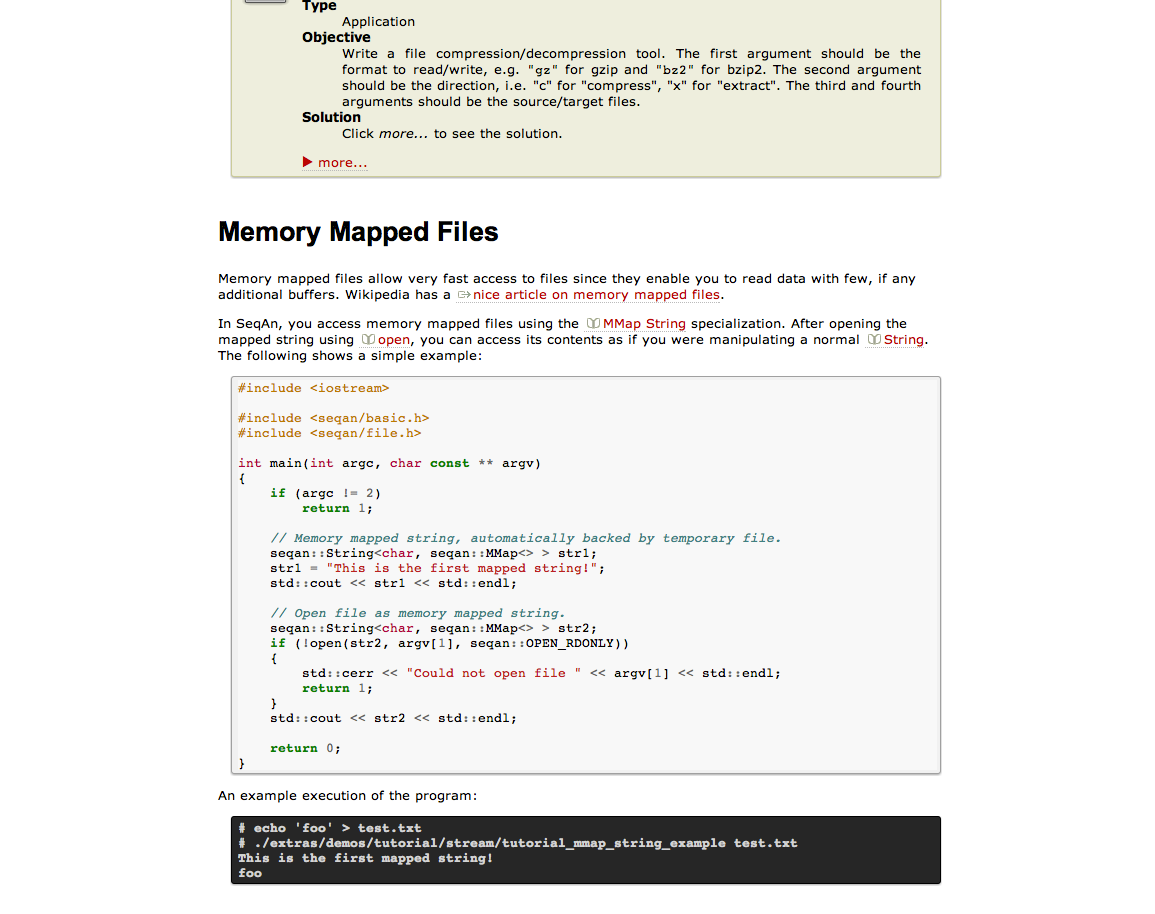 Type
Application
Objective
Write a file compression/decompression tool. The first argument should be the
format to read/write, e.g. "gz" for gzip and "bz2" for bzip2. The second argument
should be the direction, i.e. "c" for "compress", "x" for "extract". The third and fourth
arguments should be the source/target files.
Solution
Click more... to see the solution.
more...
Memory Mapped Files
Memory mapped files allow very fast access to files since they enable you to read data with few, if any
additional buffers. Wikipedia has a nice article on memory mapped files.
In SeqAn, you access memory mapped files using the MMap String specialization. After opening the
mapped string using open, you can access its contents as if you were manipulating a normal String.
The following shows a simple example:
#include <iostream>
#include <seqan/basic.h>
#include <seqan/file.h>
int main(int argc, char const ** argv)
{
    if (argc != 2)
        return 1;
    // Memory mapped string, automatically backed by temporary file.
    seqan::String<char, seqan::MMap<> > str1;
    str1 = "This is the first mapped string!";
    std::cout << str1 << std::endl;
    // Open file as memory mapped string.
    seqan::String<char, seqan::MMap<> > str2;
    if (!open(str2, argv[1], seqan::OPEN_RDONLY))
    {
        std::cerr << "Could not open file " << argv[1] << std::endl;
        return 1;
    }
    std::cout << str2 << std::endl;
    return 0;
}
An example execution of the program:
# echo 'foo' > test.txt
# ./extras/demos/tutorial/stream/tutorial_mmap_string_example test.txt
This is the first mapped string!
foo